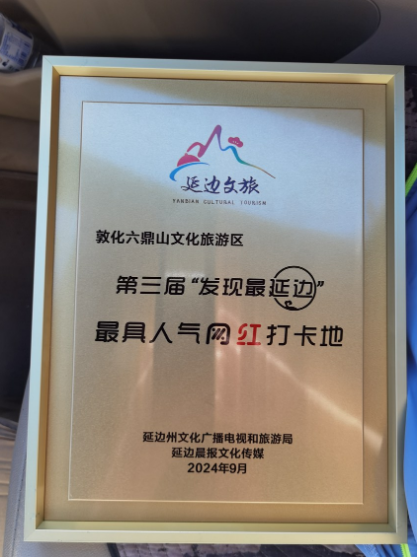 延边文旅
YANBIAN CULTURAL TOURISM
敦化六鼎山文化旅游区
第三届“发现最延边”
最具人气网红打卡地
延边州文化广播电视和旅游局
延边晨报文化传媒
2024年9月